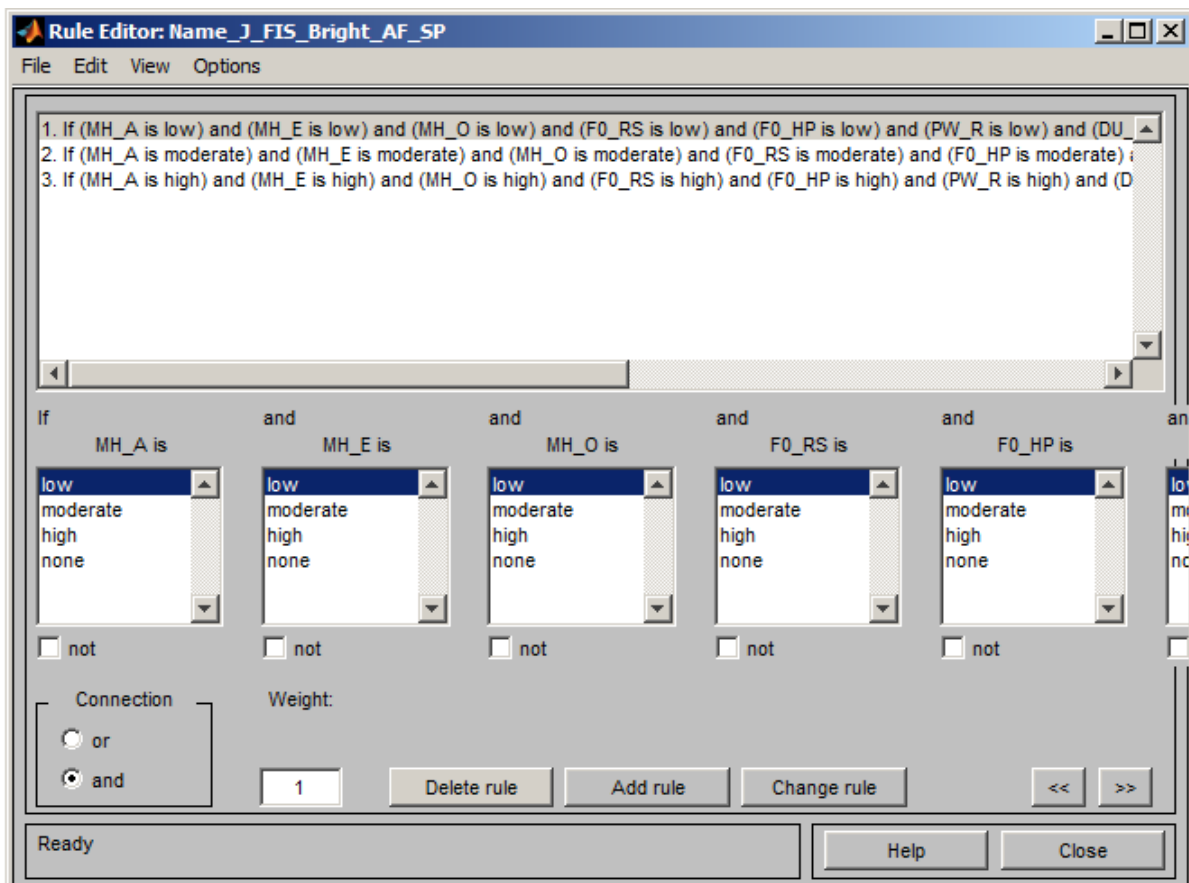 Rule Editor: Name_J_FIS_Bright_AF_SP
File Edit View Options
1. If (MH_A is low) and (MH_E is low) and (MH_O is low) and (F0_RS is low) and (F0_HP is low) and (PW_R is low) and (DU_
2. If (MH_A is moderate) and (MH_E is moderate) and (MH_O is moderate) and (F0_RS is moderate) and (F0_HP is moderate)
3. If (MH_A is high) and (MH_E is high) and (MH_O is high) and (F0_RS is high) and (F0_HP is high) and (PW_R is high) and (D
If and and and and an
MH_A is MH_E is MH_O is F0_RS is F0_HP is
low low low low low lo
moderate moderate moderate moderate moderate m
high high high high high hi
none none none none none no
not not not not not
Connection Weight:
or
and 1 Delete rule Add rule Change rule << >>
Ready Help Close